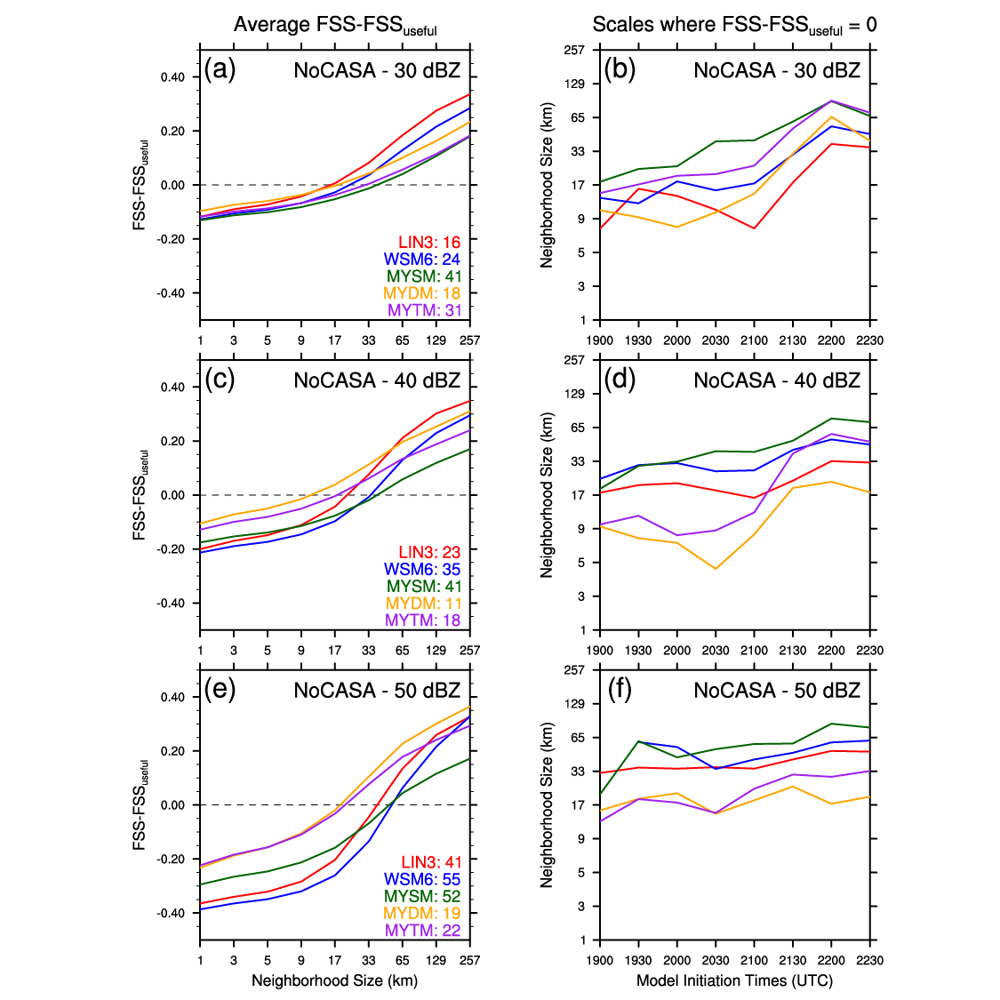 Average FSS-FSSuseful
Scales where FSS-FSSuseful = 0
(a) NoCASA - 30 dBZ
0.40
0.20
0.00
-0.20
-0.40
FSS-FSSuseful
LIN3: 16
WSM6: 24
MYSM: 41
MYDM: 18
MYTM: 31
1 3 5 9 17 33 65 129 257
(b) NoCASA - 30 dBZ
257
129
65
33
17
9
5
3
1
Neighborhood Size (km)
1900 1930 2000 2030 2100 2130 2200 2230
(c) NoCASA - 40 dBZ
0.40
0.20
0.00
-0.20
-0.40
FSS-FSSuseful
LIN3: 23
WSM6: 35
MYSM: 41
MYDM: 11
MYTM: 18
1 3 5 9 17 33 65 129 257
(d) NoCASA - 40 dBZ
257
129
65
33
17
9
5
3
1
Neighborhood Size (km)
1900 1930 2000 2030 2100 2130 2200 2230
(e) NoCASA - 50 dBZ
0.40
0.20
0.00
-0.20
-0.40
FSS-FSSuseful
LIN3: 41
WSM6: 55
MYSM: 52
MYDM: 19
MYTM: 22
1 3 5 9 17 33 65 129 257
Neighborhood Size (km)
(f) NoCASA - 50 dBZ
257
129
65
33
17
9
5
3
1
Neighborhood Size (km)
1900 1930 2000 2030 2100 2130 2200 2230
Model Initiation Times (UTC)